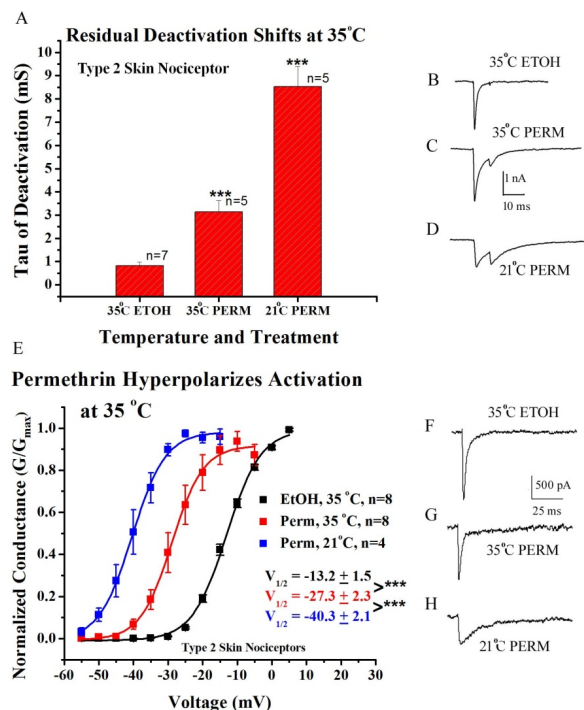 A
Residual Deactivation Shifts at 35°C
Type 2 Skin Nociceptor
Tau of Deactivation (mS)
10
9
8
7
6
5
4
3
2
1
0
n=7
*** n=5
*** n=5
35°C ETOH 35°C PERM 21°C PERM
Temperature and Treatment
B
35°C ETOH
35°C PERM
C
1 nA
10 ms
D
21°C PERM
E
Permethrin Hyperpolarizes Activation
at 35 °C
Normalized Conductance (G/Gmax)
1.0
0.8
0.6
0.4
0.2
0.0
EtOH, 35 °C, n=8
Perm, 35 °C, n=8
Perm, 21°C, n=4
V1/2 = -13.2 ± 1.5
>***
V1/2 = -27.3 ± 2.3
>***
V1/2 = -40.3 ± 2.1
Type 2 Skin Nociceptors
-60 -50 -40 -30 -20 -10 0 10 20 30
Voltage (mV)
F
35°C ETOH
500 pA
25 ms
G
35°C PERM
H
21°C PERM